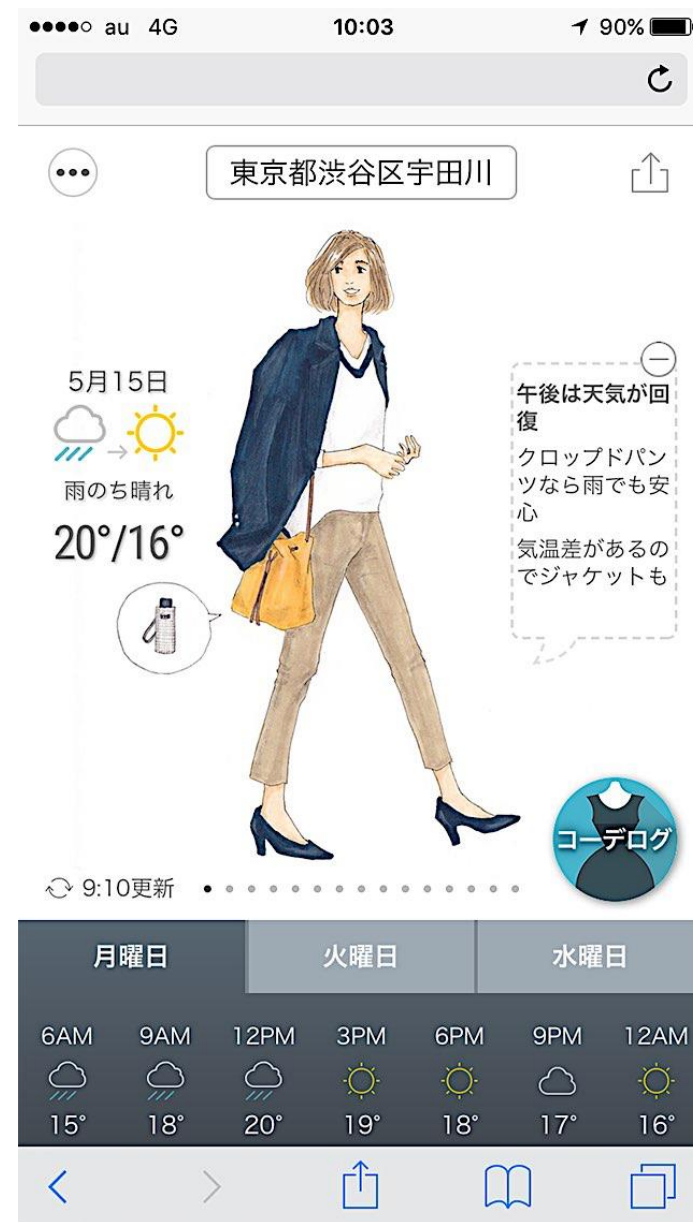 au 4G 10:03 90%
東京都渋谷区宇田川
5月15日
雨のち晴れ
20°/16°
午後は天気が回
復
クロップドパン
ツなら雨でも安
心
気温差があるの
でジャケットも
コーデログ
9:10更新
月曜日 火曜日 水曜日
6AM 9AM 12PM 3PM 6PM 9PM 12AM
15° 18° 20° 19° 18° 17° 16°